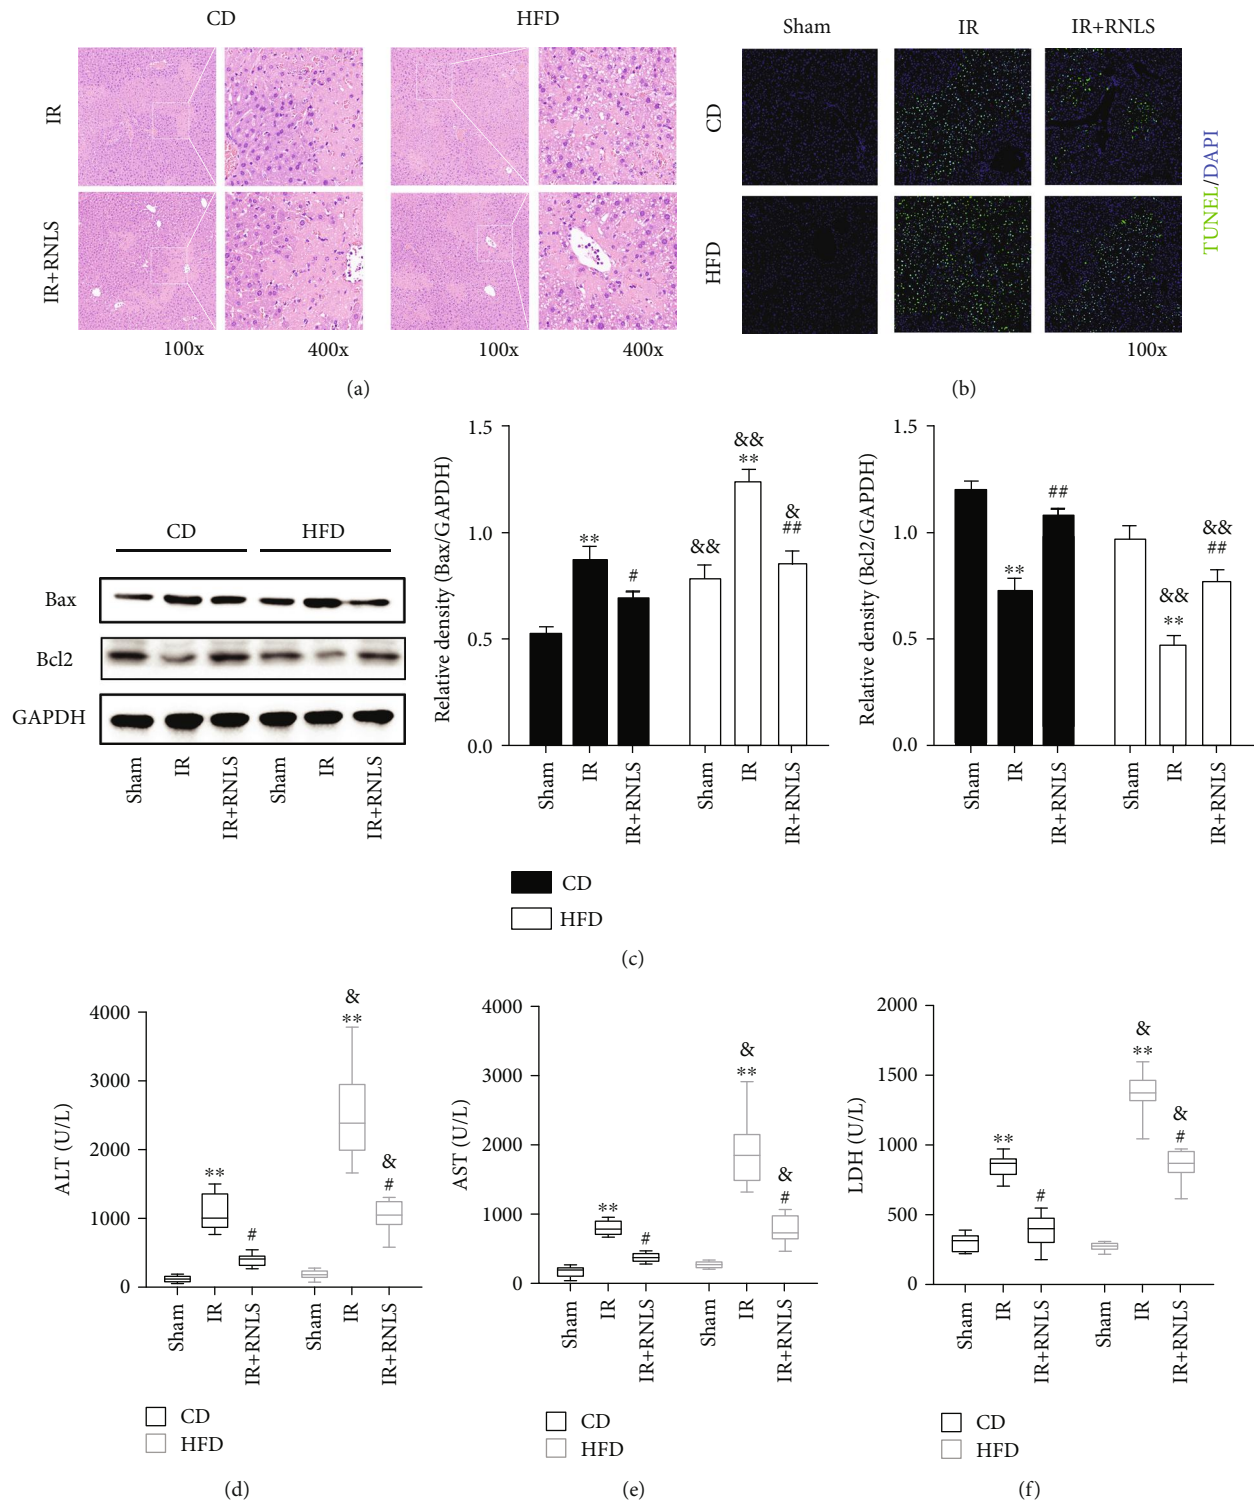 CD HFD
IR
IR+RNLS
100x 400x 100x 400x
(a)
Sham IR IR+RNLS
CD
HFD
TUNEL/DAPI
100x
(b)
CD HFD
Bax
Bcl2
GAPDH
Sham IR IR+RNLS Sham IR IR+RNLS
Relative density (Bax/GAPDH)
1.5
1.0
0.5
0.0
** # && && ** & ##
Sham IR IR+RNLS Sham IR IR+RNLS
Relative density (Bcl2/GAPDH)
1.5
1.0
0.5
0.0
** ## && ** && ##
Sham IR IR+RNLS Sham IR IR+RNLS
CD
HFD
(c)
ALT (U/L)
4000
3000
2000
1000
0
** # & ** & #
Sham IR IR+RNLS Sham IR IR+RNLS
CD
HFD
(d)
AST (U/L)
4000
3000
2000
1000
0
** # & ** & #
Sham IR IR+RNLS Sham IR IR+RNLS
CD
HFD
(e)
LDH (U/L)
2000
1500
1000
500
0
** # & ** & #
Sham IR IR+RNLS Sham IR IR+RNLS
CD
HFD
(f)